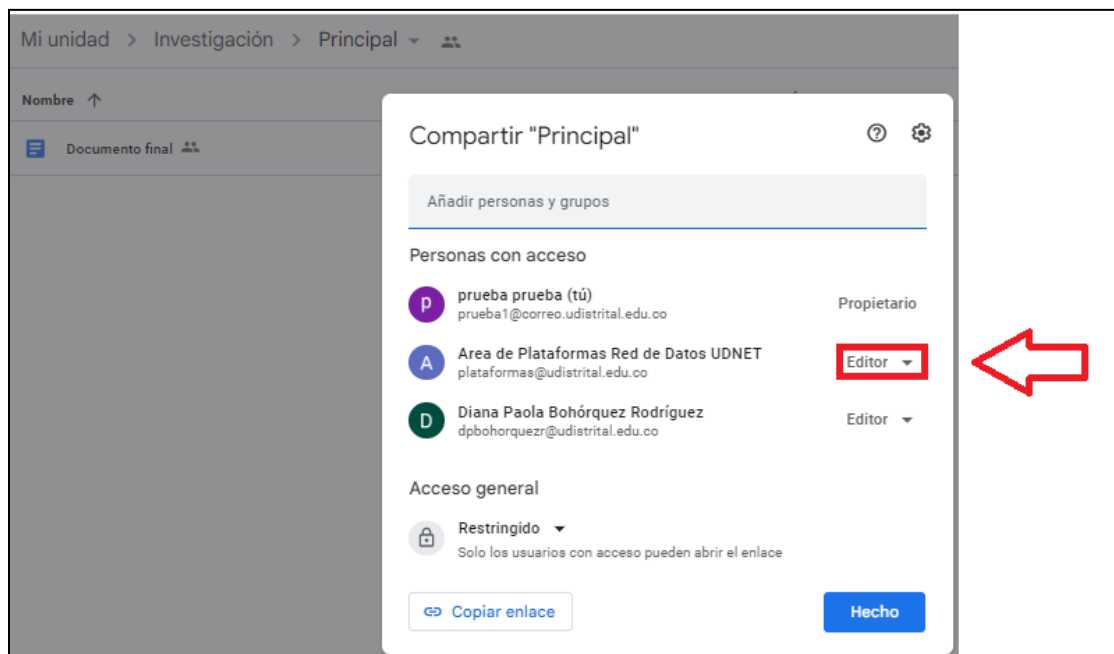 Mi unidad > Investigación > Principal
Nombre
Documento final
Compartir "Principal"
Añadir personas y grupos
Personas con acceso
P
prueba prueba (tú)
prueba1@correo.udistrital.edu.co
Propietario
A
Area de Plataformas Red de Datos UDNET
plataformas@udistrital.edu.co
Editor
D
Diana Paola Bohórquez Rodríguez
dpbohorquezr@udistrital.edu.co
Editor
Acceso general
Restringido
Solo los usuarios con acceso pueden abrir el enlace
Copiar enlace
Hecho